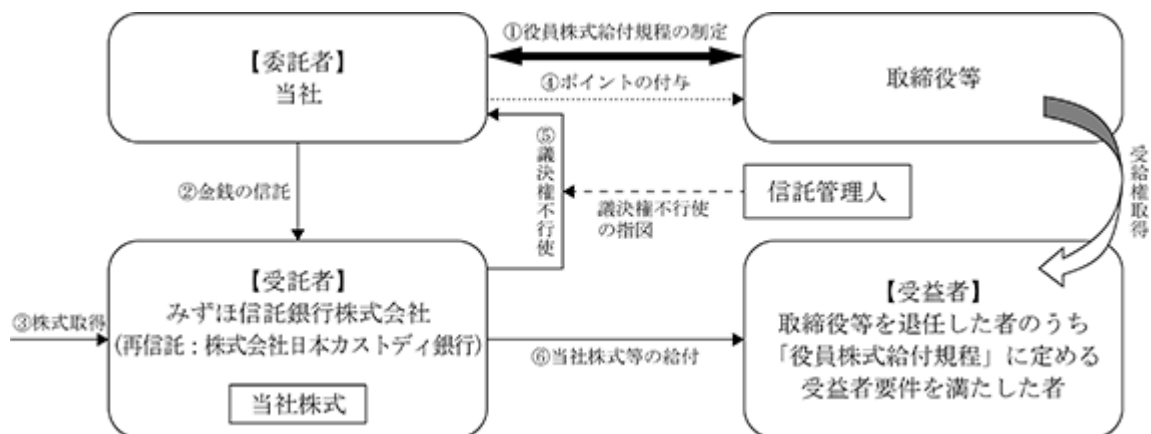 ①役員株式給付規程の制定
【委託者】
当社
取締役等
④ポイントの付与
⑤議決権不行使
受給権取得
②金銭の信託
信託管理人
議決権不行使
の指図
【受託者】
みずほ信託銀行株式会社
(再信託：株式会社日本カストディ銀行)
当社株式
③株式取得
⑥当社株式等の給付
【受益者】
取締役等を退任した者のうち
「役員株式給付規程」に定める
受益者要件を満たした者